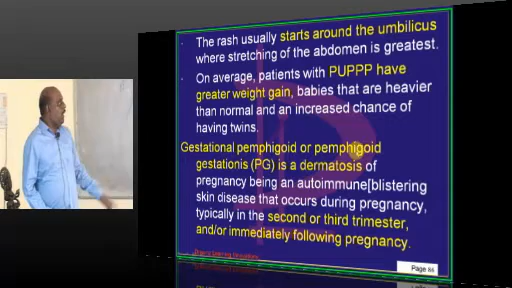 The rash usually starts around the umbilicus
where stretching of the abdomen is greatest.
On average, patients with PUPPP have
greater weight gain, babies that are heavier
than normal and an increased chance of
having twins.
Gestational pemphigoid or pemphigoid
gestationis (PG) is a dermatosis of
pregnancy being an autoimmune[blistering
skin disease that occurs during pregnancy,
typically in the second or third trimester,
and/or immediately following pregnancy.
Page 84